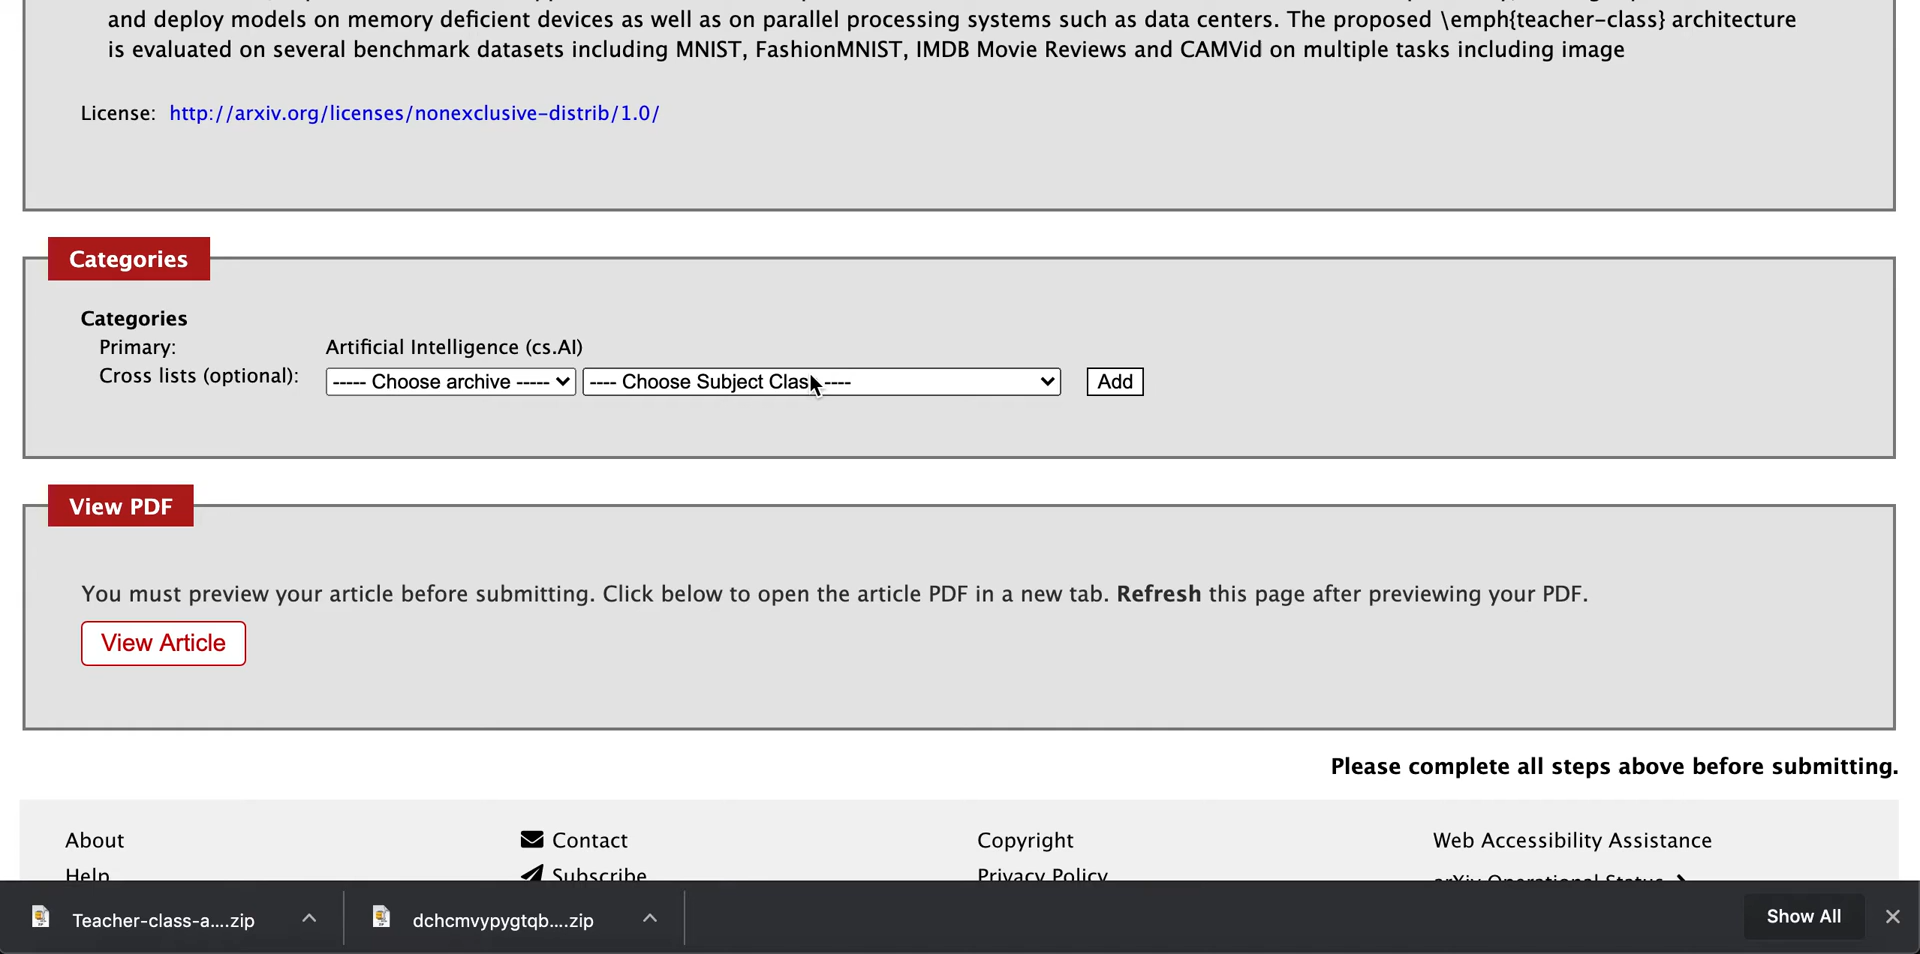 and deploy models on memory deficient devices as well as on parallel processing systems such as data centers. The proposed \emph{teacher-class} architecture
is evaluated on several benchmark datasets including MNIST, FashionMNIST, IMDB Movie Reviews and CAMVid on multiple tasks including image
License: http://arxiv.org/licenses/nonexclusive-distrib/1.0/
Categories
Categories
Primary: Artificial Intelligence (cs.AI)
Cross lists (optional): ----- Choose archive ----- ---- Choose Subject Class ---- Add
View PDF
You must preview your article before submitting. Click below to open the article PDF in a new tab. Refresh this page after previewing your PDF.
View Article
Please complete all steps above before submitting.
About Contact Copyright Web Accessibility Assistance
Help Subscribe Privacy Policy arXiv Operational Status
Teacher-class-a....zip dchcmvypygtqb....zip Show All